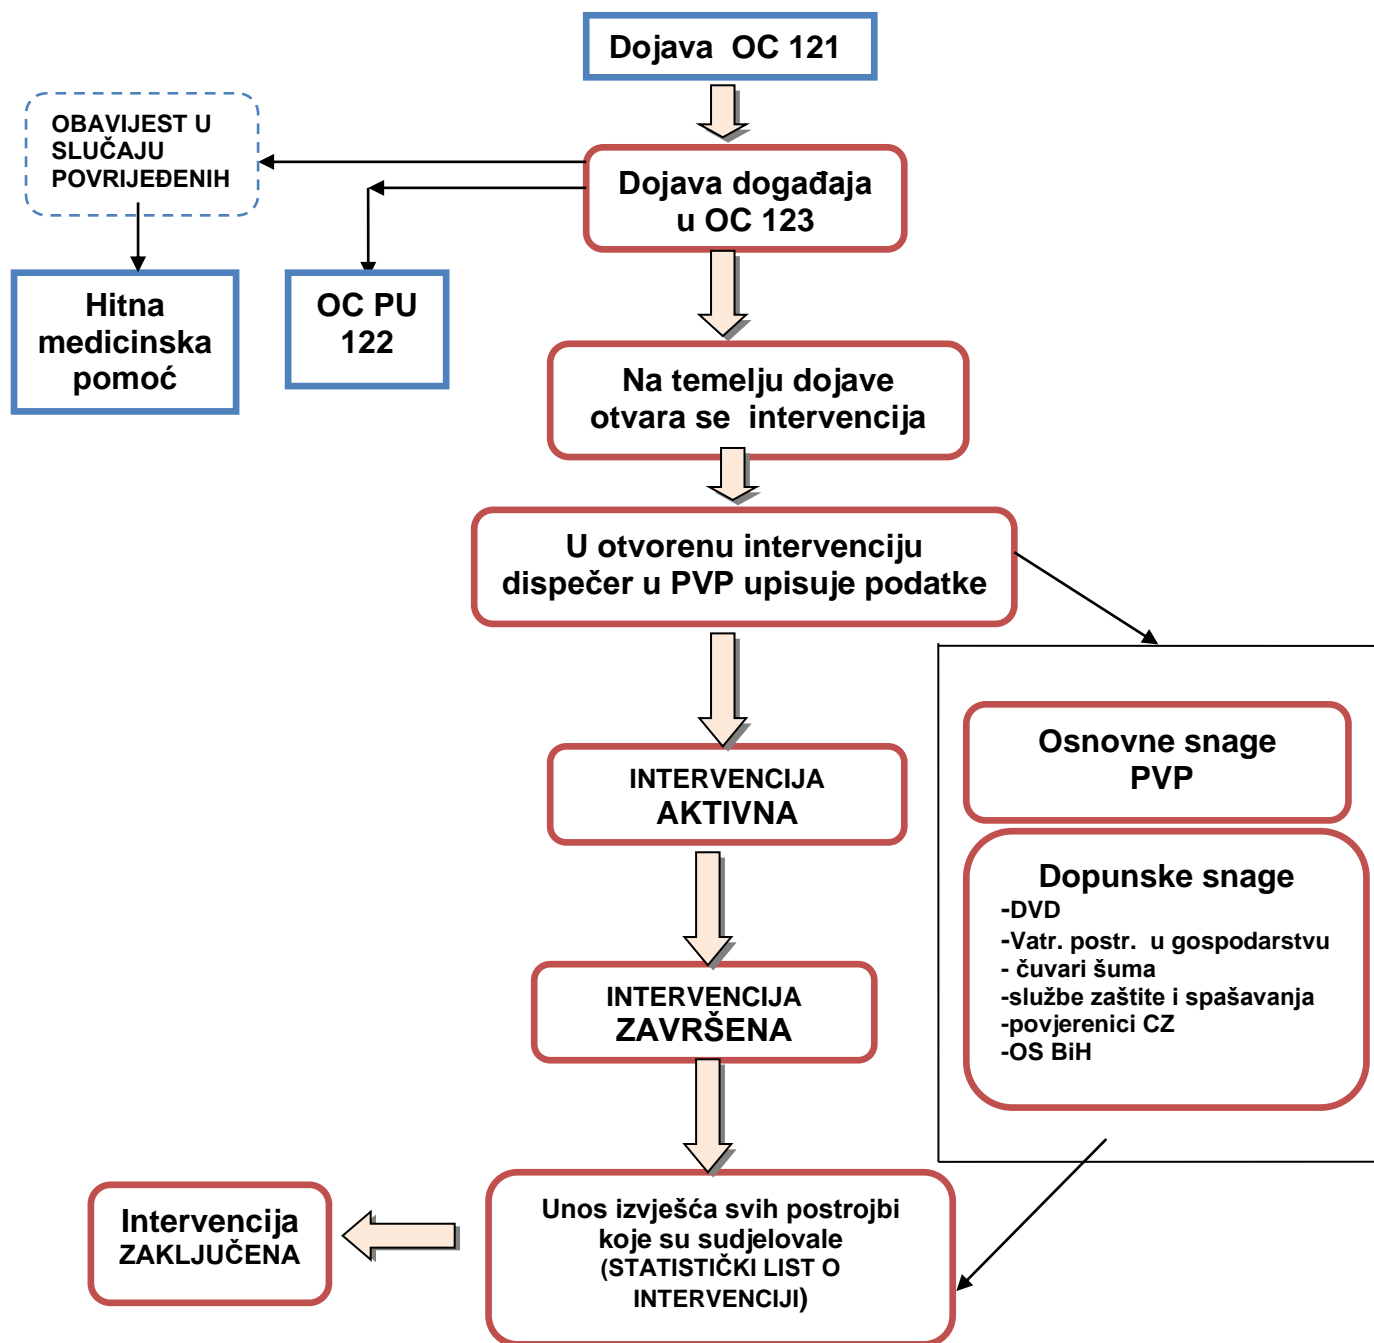 Dojava OC 121
OBAVIJEST U
SLUČAJU
POVRIJEĐENIH
Dojava događaja
u OC 123
Hitna
medicinska
pomoć
OC PU
122
Na temelju dojave
otvara se intervencija
U otvorenu intervenciju
dispečer u PVP upisuje podatke
Osnovne snage
PVP
INTERVENCIJA
AKTIVNA
Dopunske snage
-DVD
-Vatr. postr. u gospodarstvu
- čuvari šuma
-službe zaštite i spašavanja
-povjerenici CZ
-OS BiH
INTERVENCIJA
ZAVRŠENA
Unos izvješća svih postrojbi
koje su sudjelovale
(STATISTIČKI LIST O
INTERVENCIJI)
Intervencija
ZAKLJUČENA